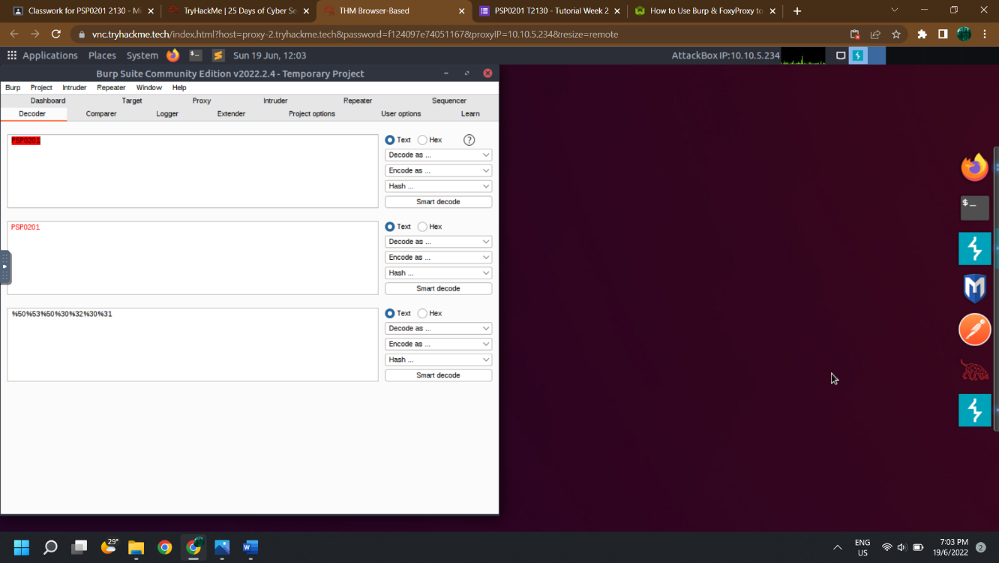 Classwork for PSP0201 2130 - Mi
TryHackMe | 25 Days of Cyber Se
THM Browser-Based
PSP0201 T2130 - Tutorial Week 2
How to Use Burp & FoxyProxy to
vnc.tryhackme.tech/index.html?host=proxy-2.tryhackme.tech&password=f124097e74051167&proxyIP=10.10.5.234&resize=remote
Applications Places System Sun 19 Jun, 12:03 AttackBox IP:10.10.5.234
Burp Suite Community Edition v2022.2.4 - Temporary Project
Burp Project Intruder Repeater Window Help
Dashboard Target Proxy Intruder Repeater Sequencer
Decoder Comparer Logger Extender Project options User options Learn
PSP0201
Text Hex ?
Decode as ...
Encode as ...
Hash ...
Smart decode
PSP0201
Text Hex
Decode as ...
Encode as ...
Hash ...
Smart decode
%50%53%50%30%32%30%31
Text Hex
Decode as ...
Encode as ...
Hash ...
Smart decode
$_
29°
W
ENG
US
7:03 PM
19/6/2022
2